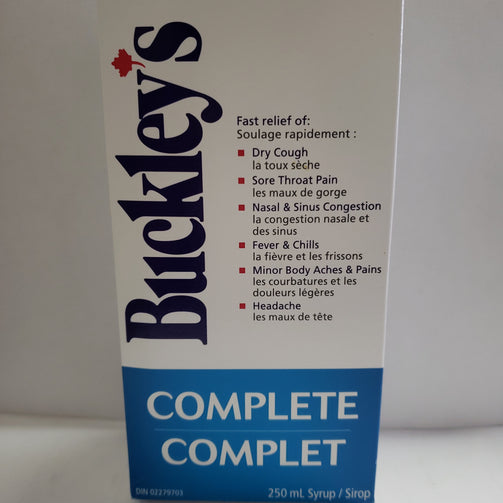 Buckley's
Fast relief of:
Soulage rapidement :
Dry Cough
la toux sèche
Sore Throat Pain
les maux de gorge
Nasal & Sinus Congestion
la congestion nasale et
des sinus
Fever & Chills
la fièvre et les frissons
Minor Body Aches & Pains
les courbatures et les
douleurs légères
Headache
les maux de tête
COMPLETE
COMPLET
DIN 02279703
250 mL Syrup / Sirop